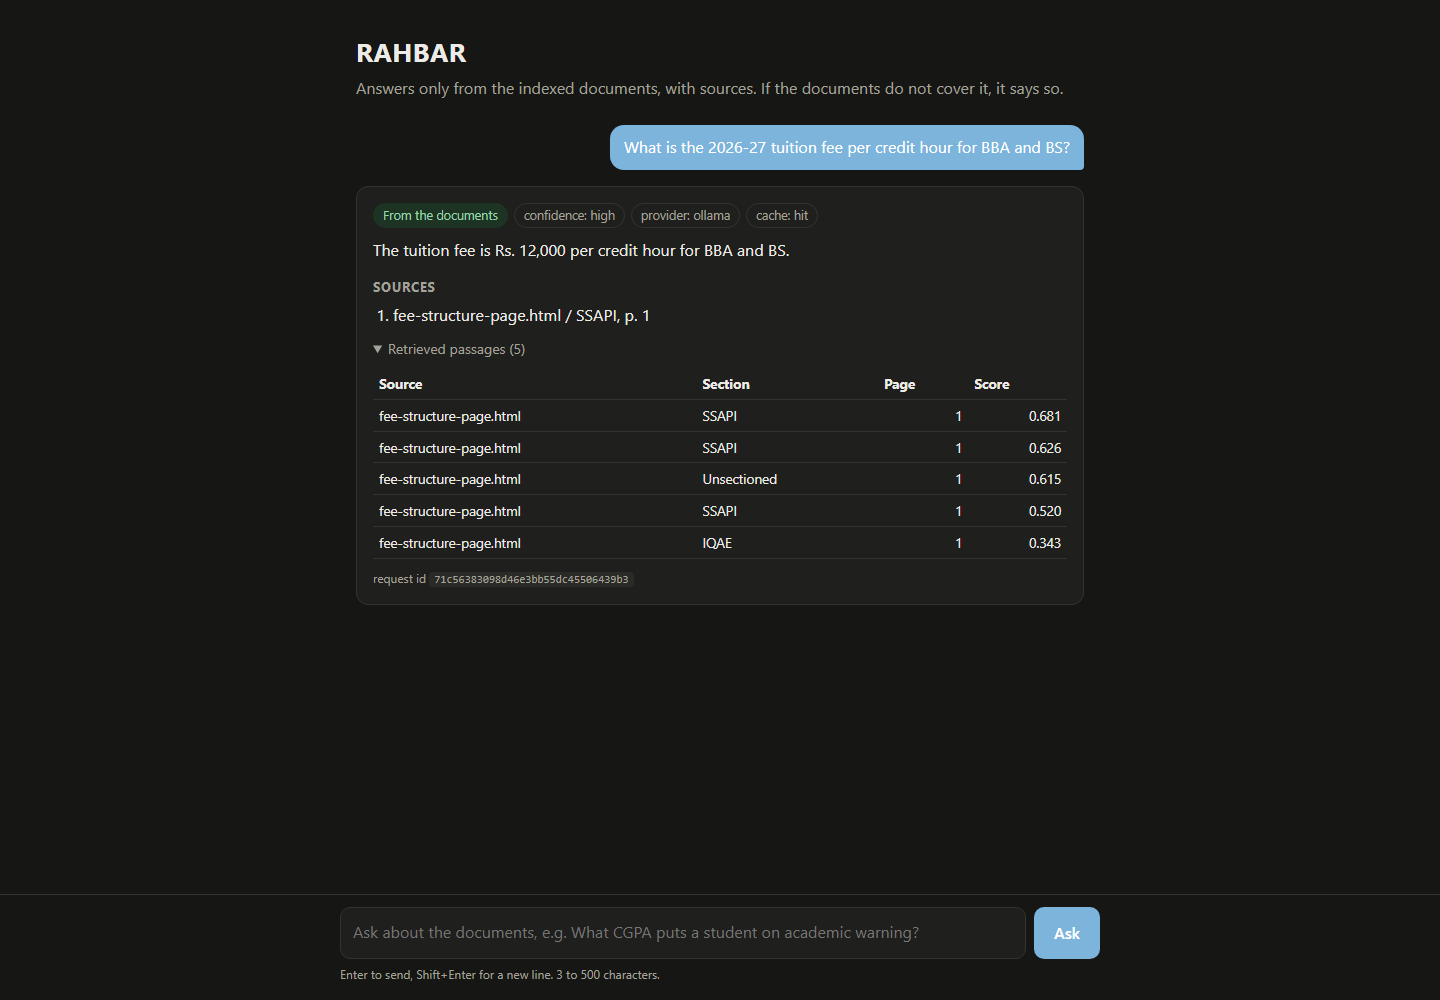 RAHBAR
Answers only from the indexed documents, with sources. If the documents do not cover it, it says so.
What is the 2026-27 tuition fee per credit hour for BBA and BS?
From the documents confidence: high provider: ollama cache: hit
The tuition fee is Rs. 12,000 per credit hour for BBA and BS.
SOURCES
1. fee-structure-page.html / SSAPI, p. 1
▼ Retrieved passages (5)
Source Section Page Score
fee-structure-page.html SSAPI 1 0.681
fee-structure-page.html SSAPI 1 0.626
fee-structure-page.html Unsectioned 1 0.615
fee-structure-page.html SSAPI 1 0.520
fee-structure-page.html IQAE 1 0.343
request id 71c56383098d46e3bb55dc45506439b3
Ask about the documents, e.g. What CGPA puts a student on academic warning?
Ask
Enter to send, Shift+Enter for a new line. 3 to 500 characters.